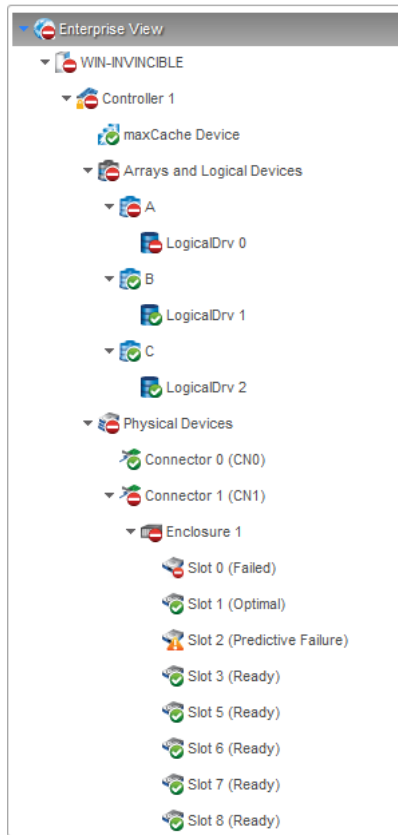 Enterprise View
WIN-INVINCIBLE
Controller 1
maxCache Device
Arrays and Logical Devices
A
LogicalDrv 0
B
LogicalDrv 1
C
LogicalDrv 2
Physical Devices
Connector 0 (CN0)
Connector 1 (CN1)
Enclosure 1
Slot 0 (Failed)
Slot 1 (Optimal)
Slot 2 (Predictive Failure)
Slot 3 (Ready)
Slot 5 (Ready)
Slot 6 (Ready)
Slot 7 (Ready)
Slot 8 (Ready)